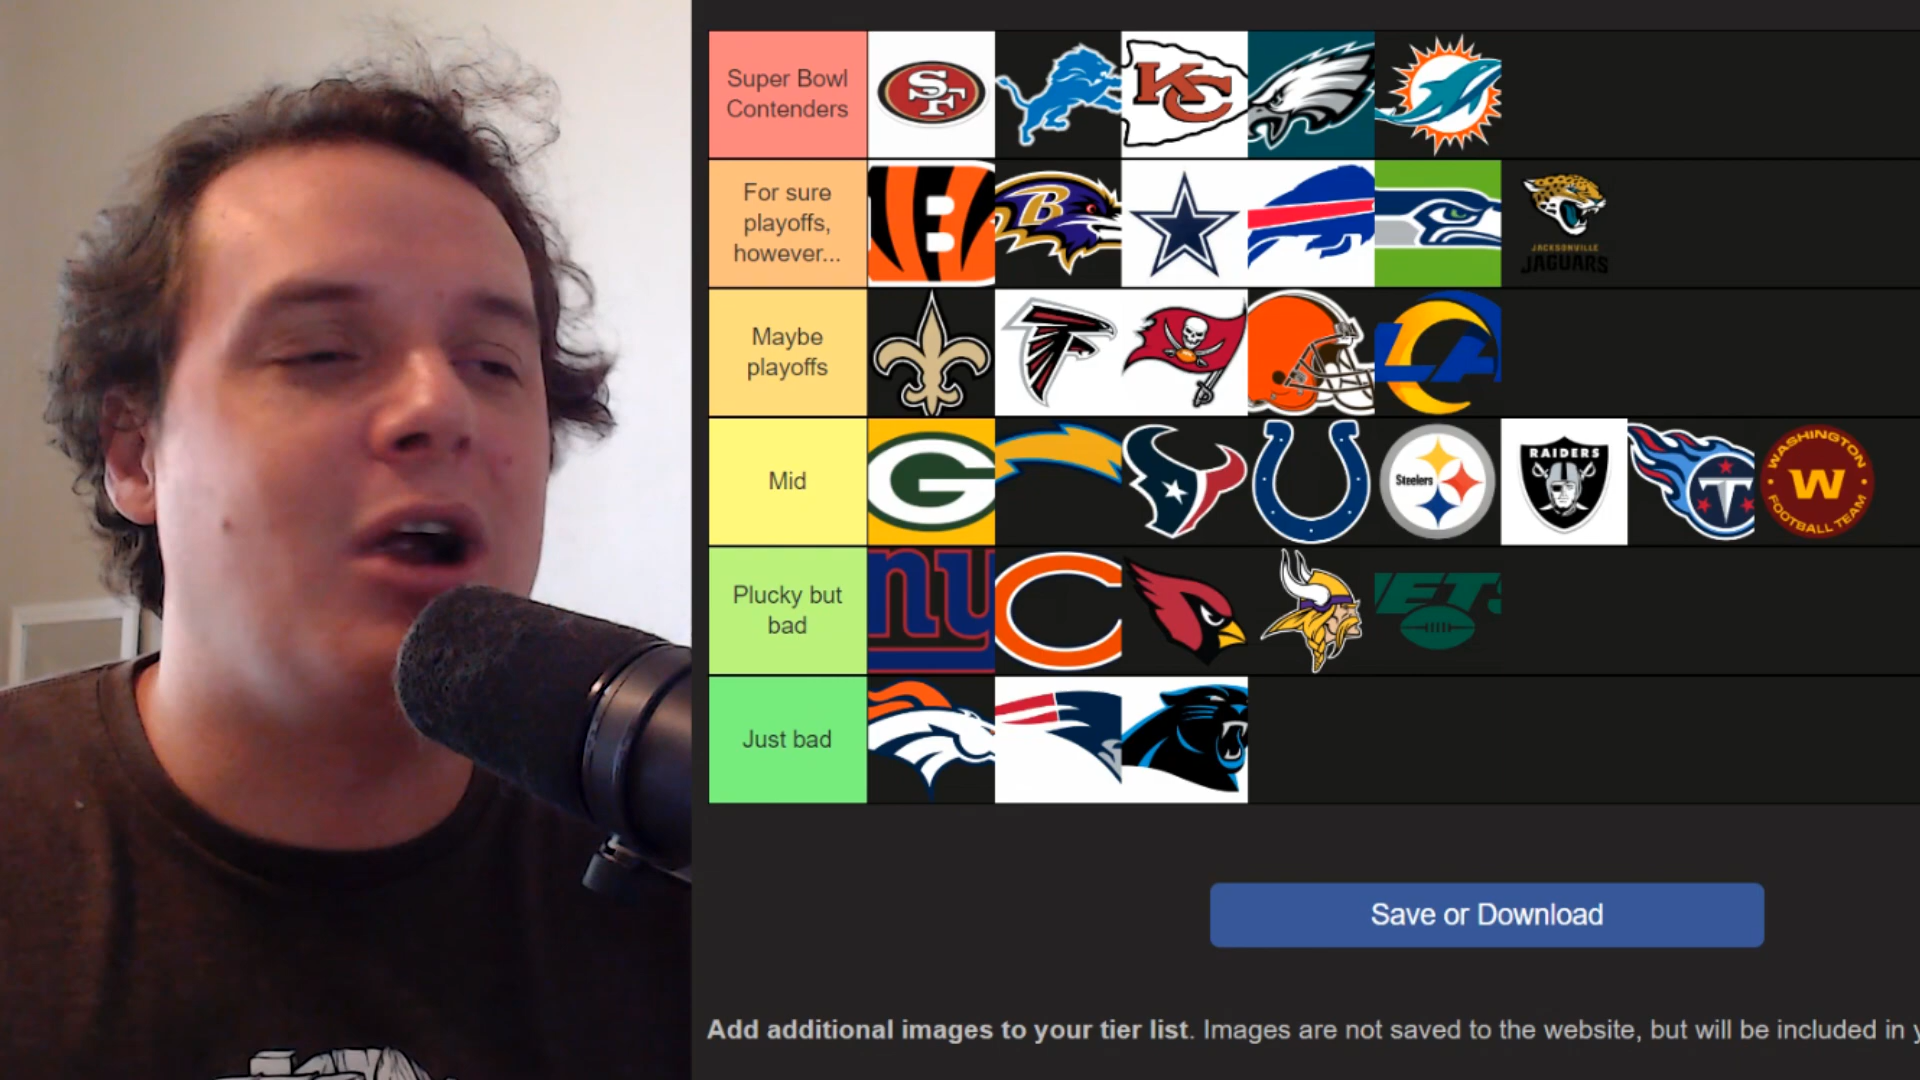 Super Bowl
Contenders
SF
KC
For sure
playoffs,
however...
B
B
JACKSONVILLE
JAGUARS
Maybe
playoffs
LA
Mid
G
Steelers
RAIDERS
T
WASHINGTON
W
FOOTBALL TEAM
Plucky but
bad
ny
C
JETS
Just bad
Save or Download
Add additional images to your tier list. Images are not saved to the website, but will be included in y